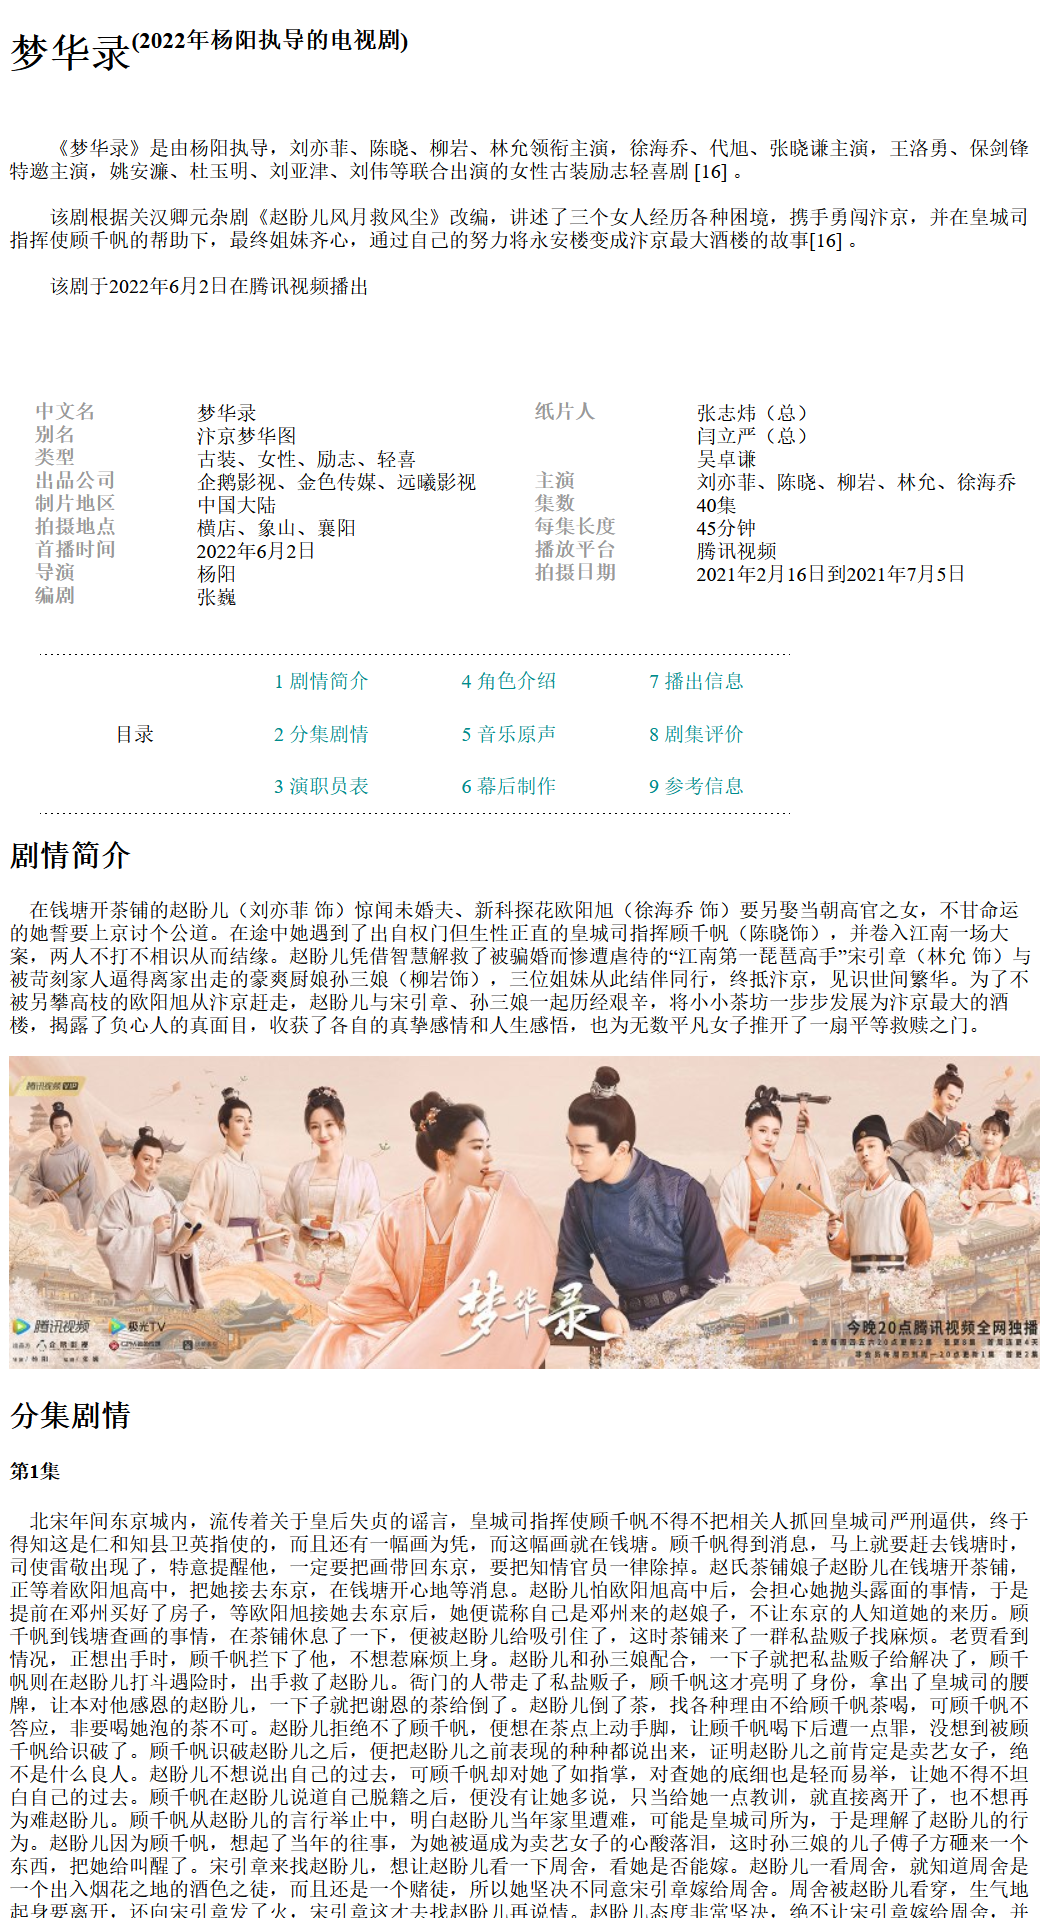 梦华录(2022年杨阳执导的电视剧)
《梦华录》是由杨阳执导，刘亦菲、陈晓、柳岩、林允领衔主演，徐海乔、代旭、张晓谦主演，王洛勇、保剑锋
特邀主演，姚安濂、杜玉明、刘亚津、刘伟等联合出演的女性古装励志轻喜剧 [16] 。
该剧根据关汉卿元杂剧《赵盼儿风月救风尘》改编，讲述了三个女人经历各种困境，携手勇闯汴京，并在皇城司
指挥使顾千帆的帮助下，最终姐妹齐心，通过自己的努力将永安楼变成汴京最大酒楼的故事[16] 。
该剧于2022年6月2日在腾讯视频播出
中文名 梦华录
别名 汴京梦华图
类型 古装、女性、励志、轻喜
出品公司 企鹅影视、金色传媒、远曦影视
制片地区 中国大陆
拍摄地点 横店、象山、襄阳
首播时间 2022年6月2日
导演 杨阳
编剧 张巍
纸片人 张志炜（总）
闫立严（总）
吴卓谦
主演 刘亦菲、陈晓、柳岩、林允、徐海乔
集数 40集
每集长度 45分钟
播放平台 腾讯视频
拍摄日期 2021年2月16日到2021年7月5日
1 剧情简介 4 角色介绍 7 播出信息
目录 2 分集剧情 5 音乐原声 8 剧集评价
3 演职员表 6 幕后制作 9 参考信息
剧情简介
在钱塘开茶铺的赵盼儿（刘亦菲 饰）惊闻未婚夫、新科探花欧阳旭（徐海乔 饰）要另娶当朝高官之女，不甘命运
的她誓要上京讨个公道。在途中她遇到了出自权门但生性正直的皇城司指挥顾千帆（陈晓饰），并卷入江南一场大
案，两人不打不相识从而结缘。赵盼儿凭借智慧解救了被骗婚而惨遭虐待的“江南第一琵琶高手”宋引章（林允 饰）与
被苛刻家人逼得离家出走的豪爽厨娘孙三娘（柳岩饰），三位姐妹从此结伴同行，终抵汴京，见识世间繁华。为了不
被另攀高枝的欧阳旭从汴京赶走，赵盼儿与宋引章、孙三娘一起历经艰辛，将小小茶坊一步步发展为汴京最大的酒
楼，揭露了负心人的真面目，收获了各自的真挚感情和人生感悟，也为无数平凡女子推开了一扇平等救赎之门。
腾讯视频 VIP
梦华录
腾讯视频 极光TV
今晚20点腾讯视频全网独播
分集剧情
第1集
北宋年间东京城内，流传着关于皇后失贞的谣言，皇城司指挥使顾千帆不得不把相关人抓回皇城司严刑逼供，终于
得知这是仁和知县卫英指使的，而且还有一幅画为凭，而这幅画就在钱塘。顾千帆得到消息，马上就要赶去钱塘时，
司使雷敬出现了，特意提醒他，一定要把画带回东京，要把知情官员一律除掉。赵氏茶铺娘子赵盼儿在钱塘开茶铺，
正等着欧阳旭高中，把她接去东京，在钱塘开心地等消息。赵盼儿怕欧阳旭高中后，会担心她抛头露面的事情，于是
提前在邓州买好了房子，等欧阳旭接她去东京后，她便谎称自己是邓州来的赵娘子，不让东京的人知道她的来历。顾
千帆到钱塘查画的事情，在茶铺休息了一下，便被赵盼儿给吸引住了，这时茶铺来了一群私盐贩子找麻烦。老贾看到
情况，正想出手时，顾千帆拦下了他，不想惹麻烦上身。赵盼儿和孙三娘配合，一下子就把私盐贩子给解决了，顾千
帆则在赵盼儿打斗遇险时，出手救了赵盼儿。衙门的人带走了私盐贩子，顾千帆这才亮明了身份，拿出了皇城司的腰
牌，让本对他感恩的赵盼儿，一下子就把谢恩的茶给倒了。赵盼儿倒了茶，找各种理由不给顾千帆茶喝，可顾千帆不
答应，非要喝她泡的茶不可。赵盼儿拒绝不了顾千帆，便想在茶点上动手脚，让顾千帆喝下后遭一点罪，没想到被顾
千帆给识破了。顾千帆识破赵盼儿之后，便把赵盼儿之前表现的种种都说出来，证明赵盼儿之前肯定是卖艺女子，绝
不是什么良人。赵盼儿不想说出自己的过去，可顾千帆却对她了如指掌，对查她的底细也是轻而易举，让她不得不坦
白自己的过去。顾千帆在赵盼儿说道自己脱籍之后，便没有让她多说，只当给她一点教训，就直接离开了，也不想再
为难赵盼儿。顾千帆从赵盼儿的言行举止中，明白赵盼儿当年家里遭难，可能是皇城司所为，于是理解了赵盼儿的行
为。赵盼儿因为顾千帆，想起了当年的往事，为她被逼成为卖艺女子的心酸落泪，这时孙三娘的儿子傅子方砸来一个
东西，把她给叫醒了。宋引章来找赵盼儿，想让赵盼儿看一下周舍，看她是否能嫁。赵盼儿一看周舍，就知道周舍是
一个出入烟花之地的酒色之徒，而且还是一个赌徒，所以她坚决不同意宋引章嫁给周舍。周舍被赵盼儿看穿，生气地
起身要离开，还向宋引章发了火，宋引章这才去找赵盼儿再说情。赵盼儿态度非常坚决，绝不让宋引章嫁给周舍，并